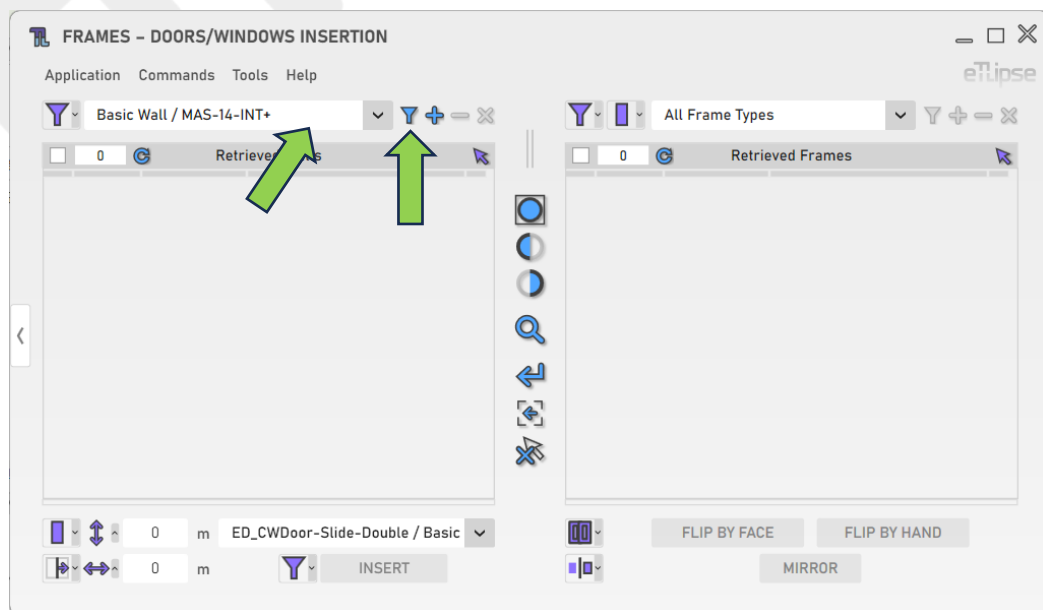 FRAMES – DOORS/WINDOWS INSERTION
Application Commands Tools Help
eTLipse
Basic Wall / MAS-14-INT+
All Frame Types
0 Retrieved
0 Retrieved Frames
0 m ED_CWDoor-Slide-Double / Basic
FLIP BY FACE FLIP BY HAND
0 m INSERT
MIRROR